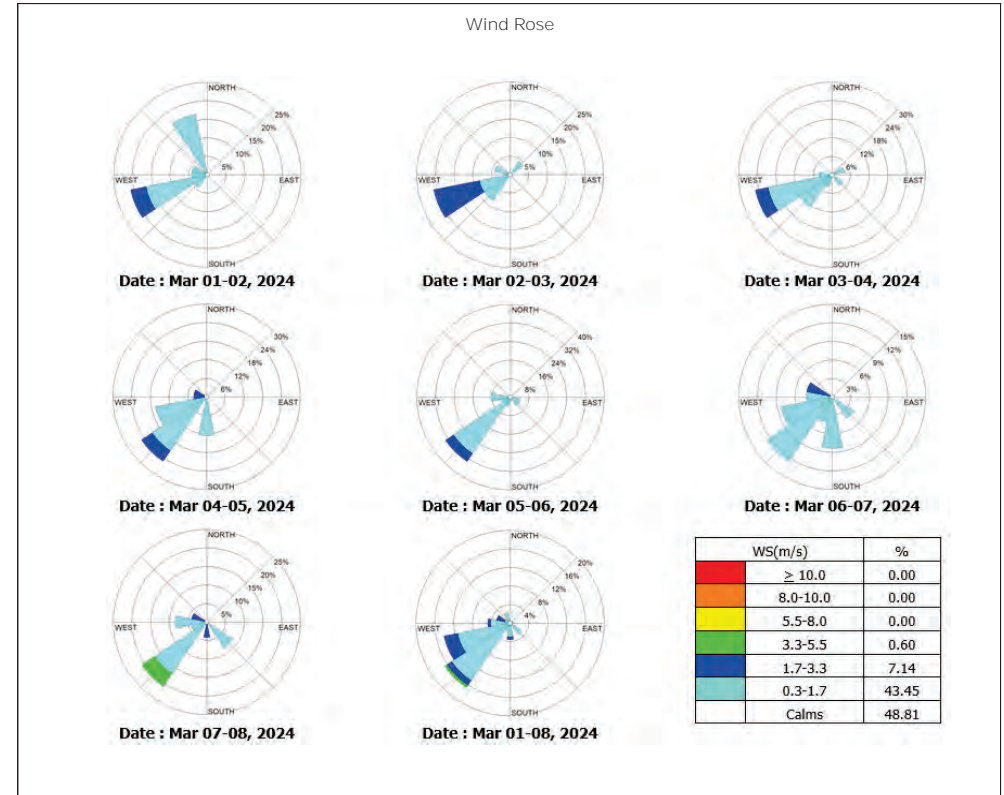 Wind Rose
NORTH
25%
20%
15%
10%
5%
WEST
EAST
SOUTH
Date : Mar 01-02, 2024
NORTH
25%
20%
15%
10%
5%
WEST
EAST
SOUTH
Date : Mar 02-03, 2024
NORTH
30%
24%
18%
12%
6%
WEST
EAST
SOUTH
Date : Mar 03-04, 2024
NORTH
30%
24%
18%
12%
6%
WEST
EAST
SOUTH
Date : Mar 04-05, 2024
NORTH
40%
32%
24%
16%
8%
WEST
EAST
SOUTH
Date : Mar 05-06, 2024
NORTH
15%
12%
9%
6%
3%
WEST
EAST
SOUTH
Date : Mar 06-07, 2024
NORTH
25%
20%
15%
10%
5%
WEST
EAST
SOUTH
Date : Mar 07-08, 2024
NORTH
20%
16%
12%
8%
4%
WEST
EAST
SOUTH
Date : Mar 01-08, 2024
WS(m/s) %
≥ 10.0 0.00
8.0-10.0 0.00
5.5-8.0 0.00
3.3-5.5 0.60
1.7-3.3 7.14
0.3-1.7 43.45
Calms 48.81